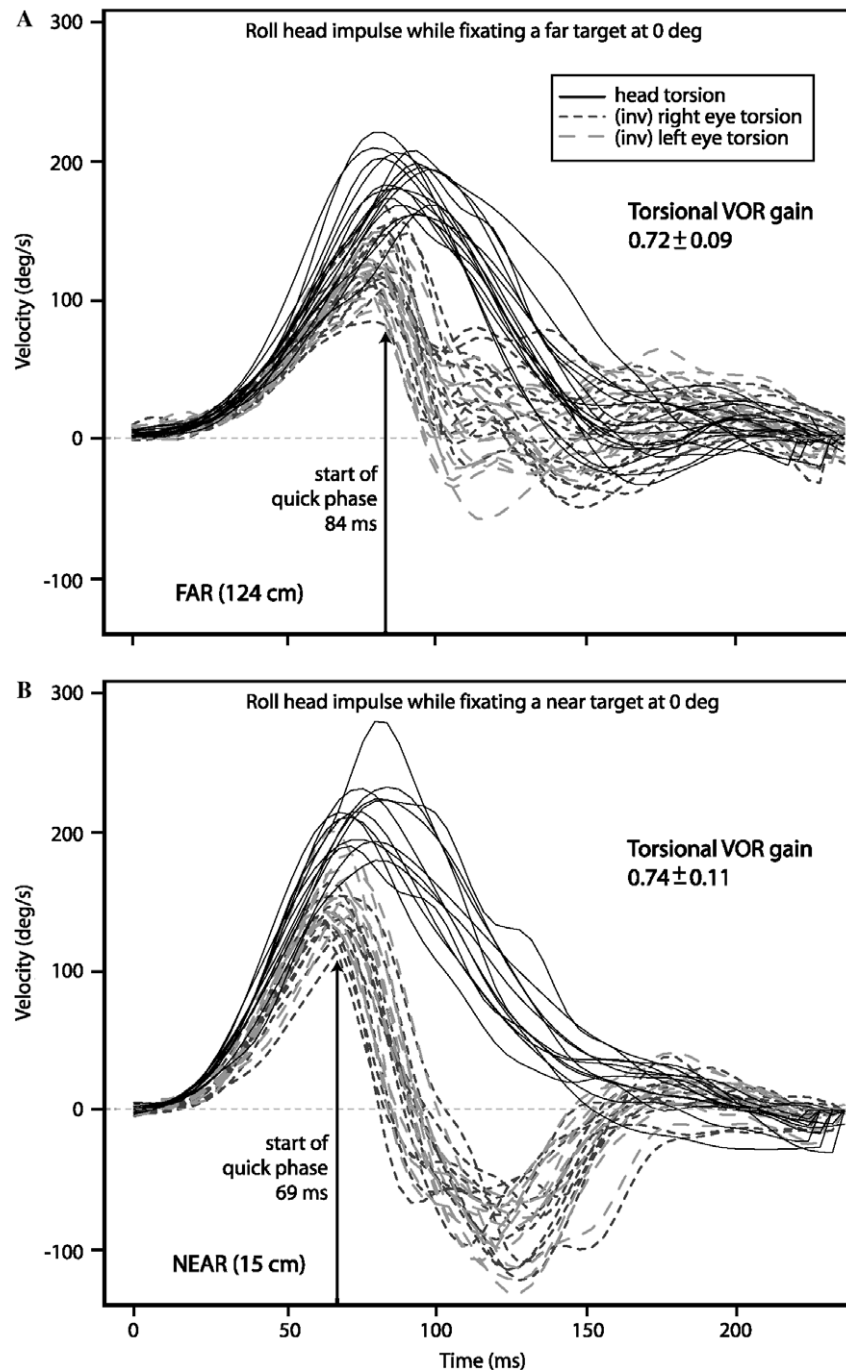 A
Roll head impulse while fixating a far target at 0 deg
300
head torsion
(inv) right eye torsion
(inv) left eye torsion
200
Torsional VOR gain
0.72±0.09
Velocity (deg/s)
100
0
start of
quick phase
84 ms
-100
FAR (124 cm)
B
Roll head impulse while fixating a near target at 0 deg
300
200
Torsional VOR gain
0.74±0.11
Velocity (deg/s)
100
0
start of
quick phase
69 ms
-100
NEAR (15 cm)
0 50 100 150 200
Time (ms)